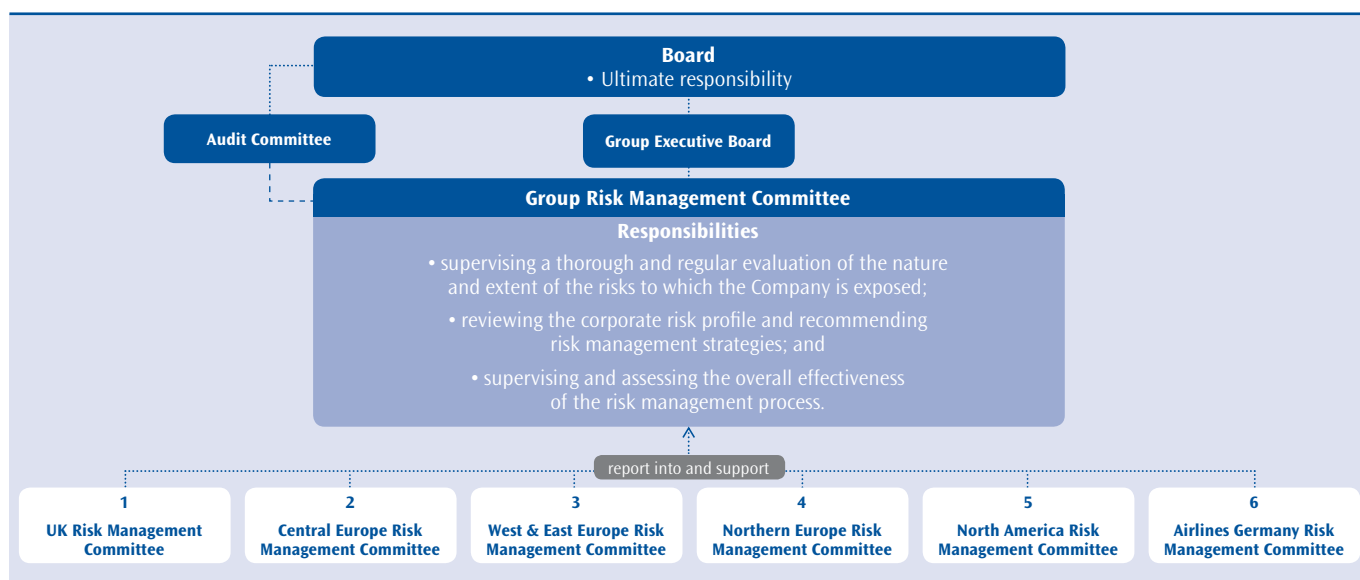 Board
• Ultimate responsibility
Audit Committee
Group Executive Board
Group Risk Management Committee
Responsibilities
• supervising a thorough and regular evaluation of the nature
and extent of the risks to which the Company is exposed;
• reviewing the corporate risk profile and recommending
risk management strategies; and
• supervising and assessing the overall effectiveness
of the risk management process.
report into and support
1
UK Risk Management
Committee
2
Central Europe Risk
Management Committee
3
West & East Europe Risk
Management Committee
4
Northern Europe Risk
Management Committee
5
North America Risk
Management Committee
6
Airlines Germany Risk
Management Committee